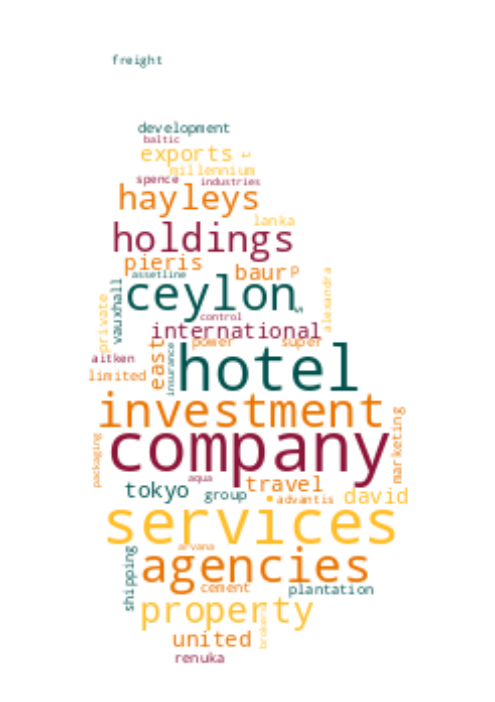 freight
development
baltic
exports
millennium
spence
industries
hayleys
lanka
holdings
pieris
baur
p
assetline
alexandra
ceylon
vauxhall
private
control
international
power
super
east
aitken
insurance
hotel
limited
investment
company
marketing
packaging
aqua
travel
tokyo
group
advantis
david
services
arvana
agencies
shipping
cement
plantation
property
brokers
united
renuka